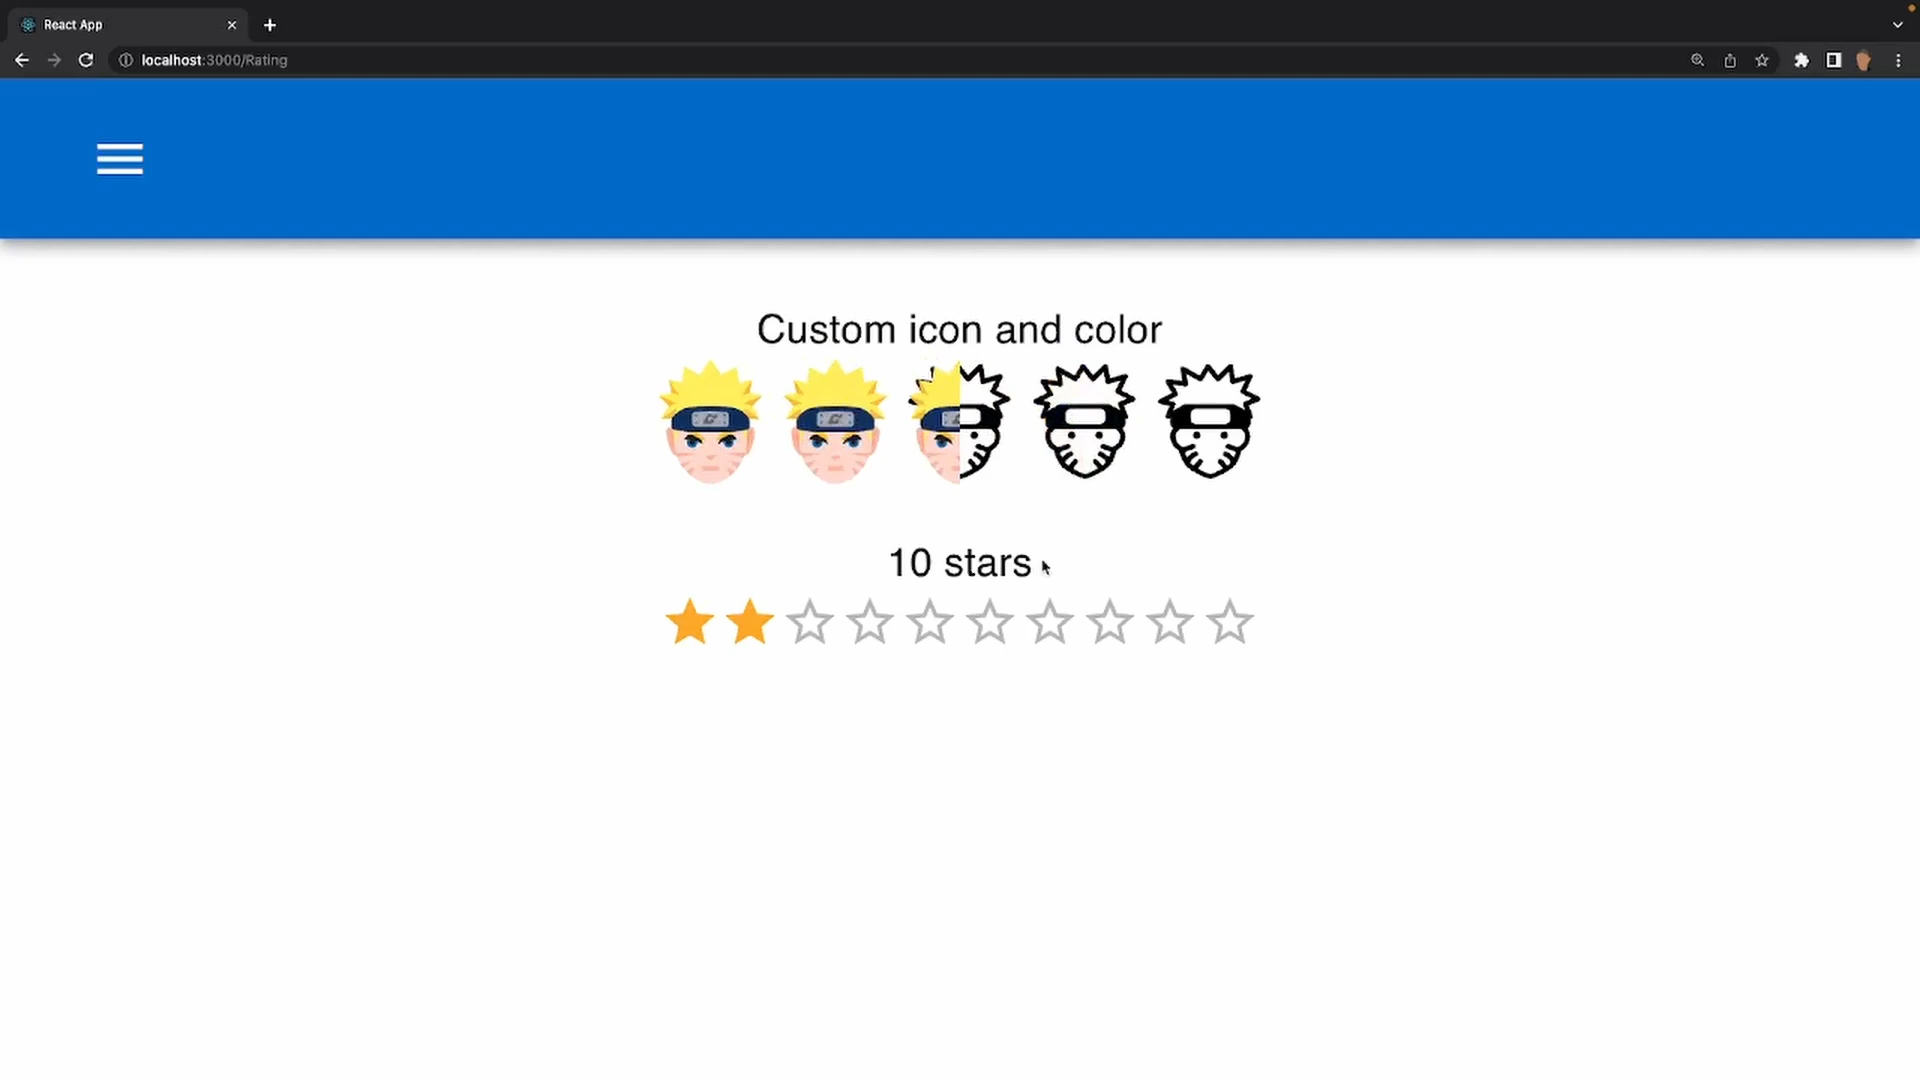 React App
localhost:3000/Rating
Custom icon and color
10 stars